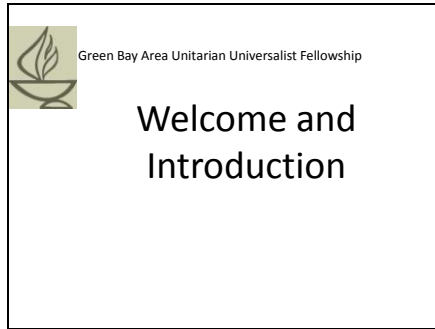 Green Bay Area Unitarian Universalist Fellowship
Welcome and
Introduction